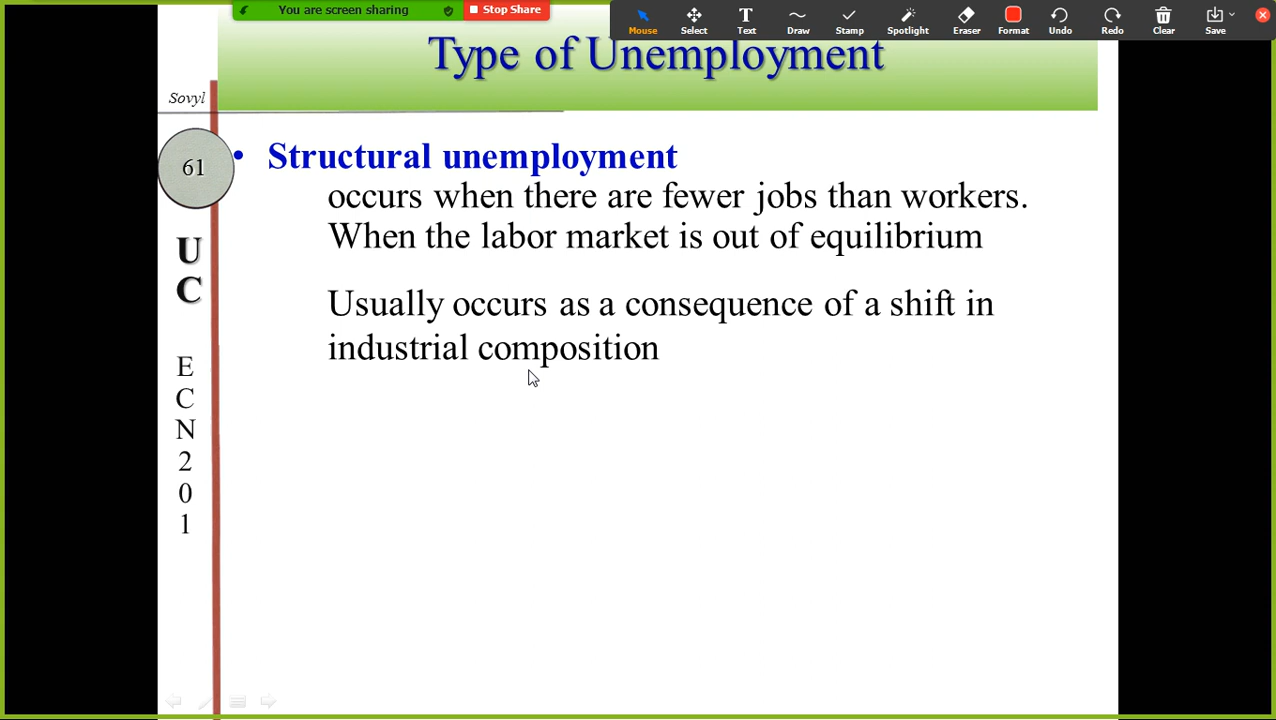 You are screen sharing
Stop Share
Mouse
Select
Text
Draw
Stamp
Spotlight
Eraser
Format
Undo
Redo
Clear
Save
Type of Unemployment
Sovyl
61
• Structural unemployment
occurs when there are fewer jobs than workers.
When the labor market is out of equilibrium
Usually occurs as a consequence of a shift in
industrial composition
U
C
E
C
N
2
0
1